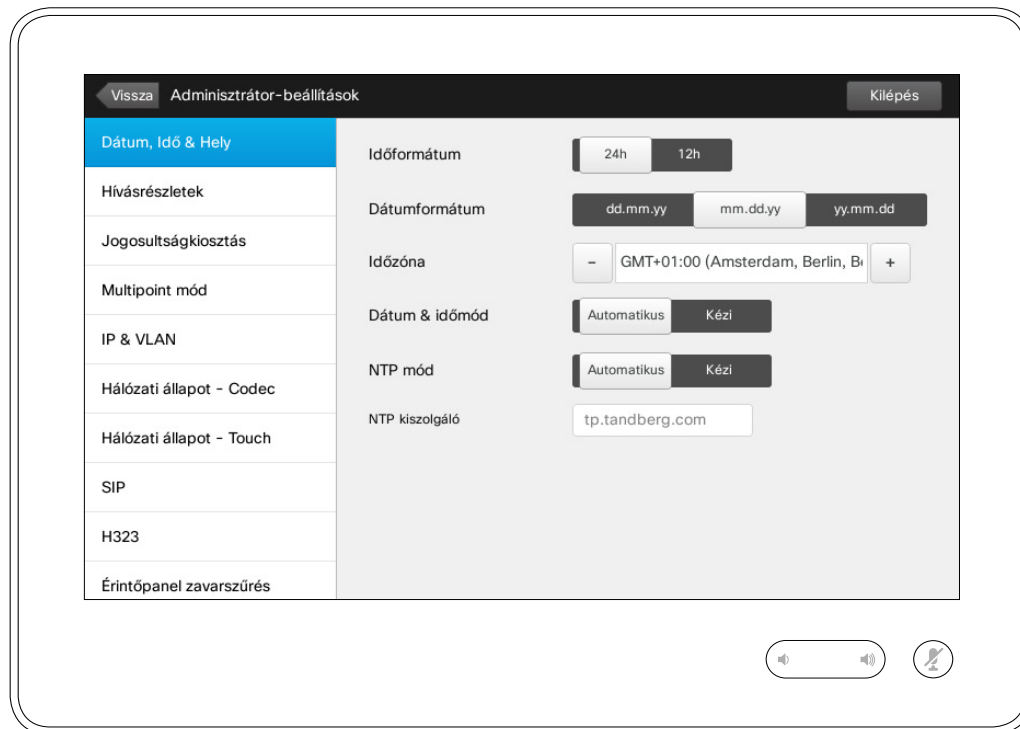 Vissza Adminisztrátor-beállítások Kilépés
Dátum, Idő & Hely
Hívásrészletek
Jogosultságkiosztás
Multipoint mód
IP & VLAN
Hálózati állapot - Codec
Hálózati állapot - Touch
SIP
H323
Érintőpanel zavarszűrés
Időformátum 24h 12h
Dátumformátum dd.mm.yy mm.dd.yy yy.mm.dd
Időzóna - GMT+01:00 (Amsterdam, Berlin, +
Dátum & időmód Automatikus Kézi
NTP mód Automatikus Kézi
NTP kiszolgáló tp.tandberg.com